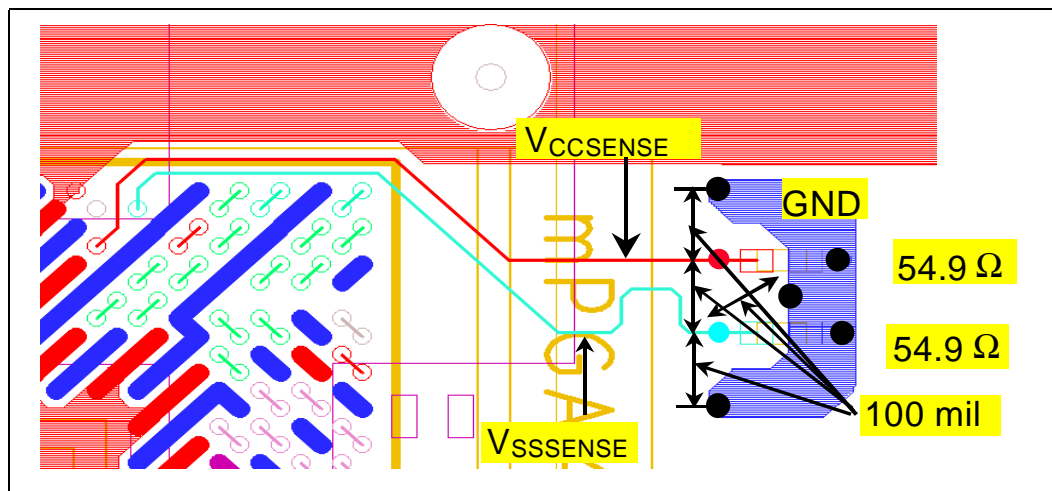 VCCSENSE
GND
54.9 Ω
54.9 Ω
100 mil
VSSSENSE
mPGA